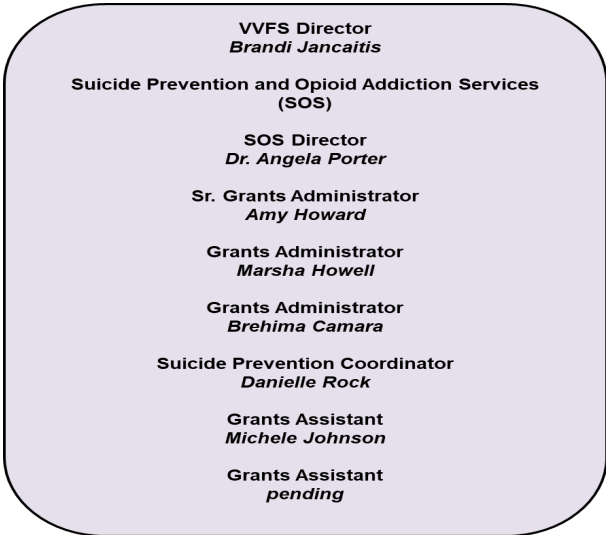 VVFS Director
Brandi Jancaitis
Suicide Prevention and Opioid Addiction Services
(SOS)
SOS Director
Dr. Angela Porter
Sr. Grants Administrator
Amy Howard
Grants Administrator
Marsha Howell
Grants Administrator
Brehima Camara
Suicide Prevention Coordinator
Danielle Rock
Grants Assistant
Michele Johnson
Grants Assistant
pending